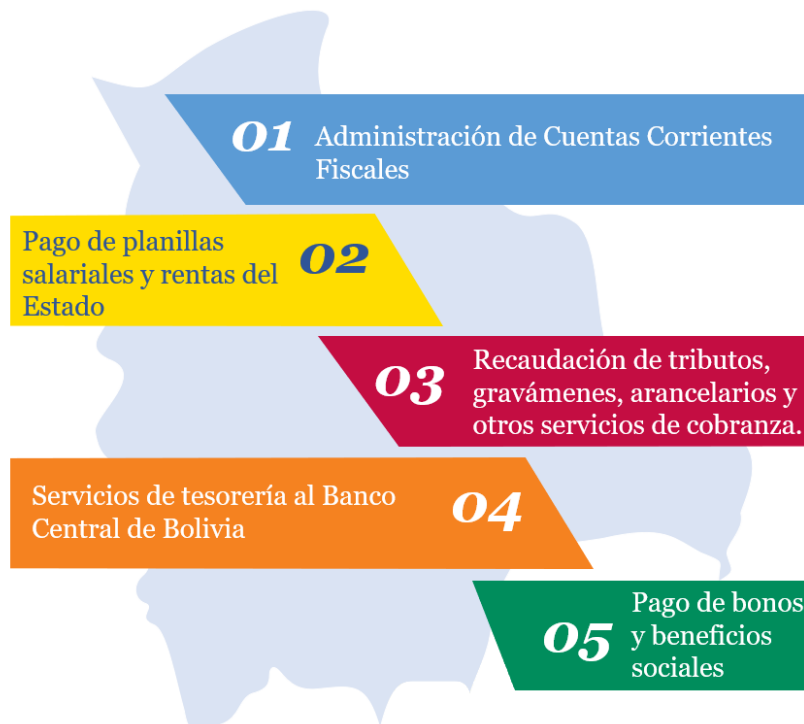 01 Administración de Cuentas Corrientes
Fiscales
Pago de planillas
salariales y rentas del
Estado
02
03
Recaudación de tributos,
gravámenes, arancelarios y
otros servicios de cobranza.
Servicios de tesorería al Banco
Central de Bolivia
04
05
Pago de bonos
y beneficios
sociales